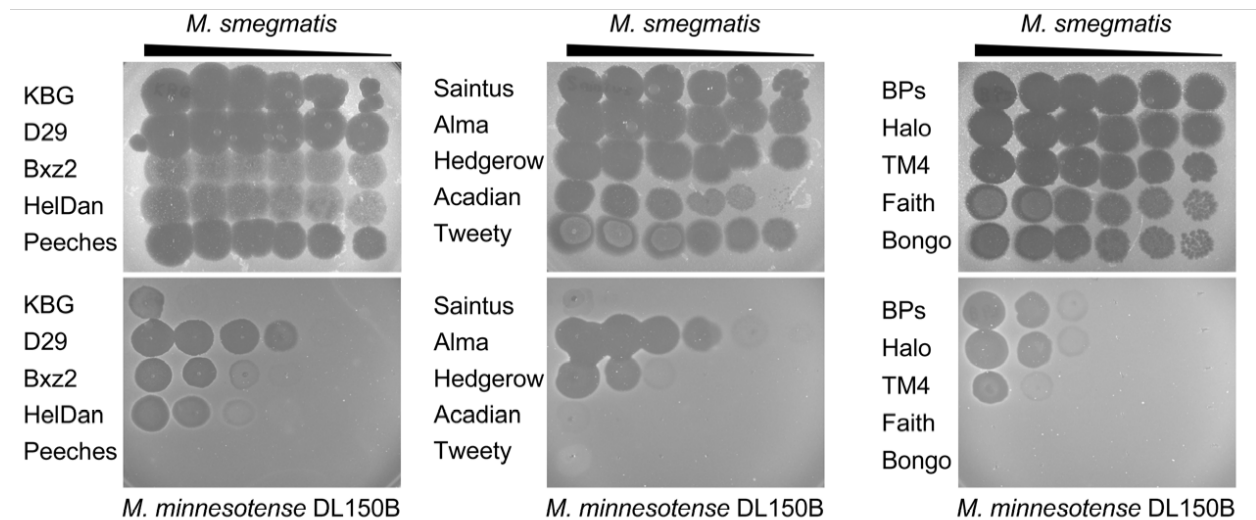 M. smegmatis
KBG
D29
Bxz2
HelDan
Peeches
KBG
D29
Bxz2
HelDan
Peeches
M. minnesotense DL150B
M. smegmatis
Saintus
Alma
Hedgerow
Acadian
Tweety
Saintus
Alma
Hedgerow
Acadian
Tweety
M. minnesotense DL150B
M. smegmatis
BPs
Halo
TM4
Faith
Bongo
BPs
Halo
TM4
Faith
Bongo
M. minnesotense DL150B